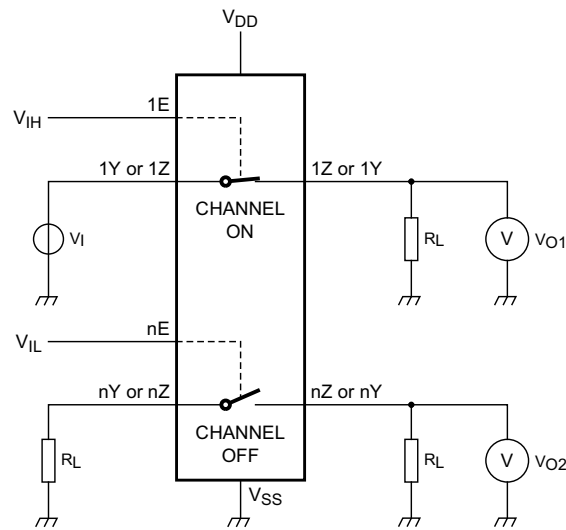 VDD
1E
VIH
1Y or 1Z
1Z or 1Y
CHANNEL
ON
VI
RL
V
VO1
nE
VIL
nY or nZ
nZ or nY
CHANNEL
OFF
RL
RL
V
VO2
VSS